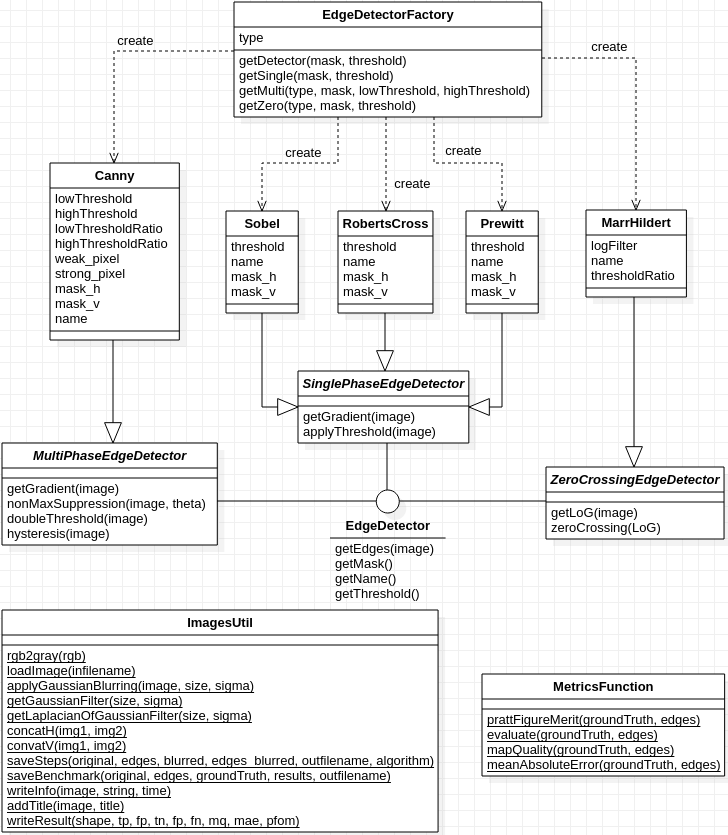 EdgeDetectorFactory
type
getDetector(mask, threshold)
getSingle(mask, threshold)
getMulti(type, mask, lowThreshold, highThreshold)
getZero(type, mask, threshold)
create
create
create
create
create
Canny
lowThreshold
highThreshold
lowThresholdRatio
highThresholdRatio
weak_pixel
strong_pixel
mask_h
mask_v
name
Sobel
threshold
name
mask_h
mask_v
RobertsCross
threshold
name
mask_h
mask_v
Prewitt
threshold
name
mask_h
mask_v
MarrHildert
logFilter
name
thresholdRatio
SinglePhaseEdgeDetector
getGradient(image)
applyThreshold(image)
MultiPhaseEdgeDetector
getGradient(image)
nonMaxSuppression(image, theta)
doubleThreshold(image)
hysteresis(image)
ZeroCrossingEdgeDetector
getLoG(image)
zeroCrossing(LoG)
EdgeDetector
getEdges(image)
getMask()
getName()
getThreshold()
ImagesUtil
rgb2gray(rgb)
loadImage(infilename)
applyGaussianBlurring(image, size, sigma)
getGaussianFilter(size, sigma)
getLaplacianOfGaussianFilter(size, sigma)
concatH(img1, img2)
convatV(img1, img2)
saveSteps(original, edges, blurred, edges_blurred, outfilename, algorithm)
saveBenchmark(original, edges, groundTruth, results, outfilename)
writeInfo(image, string, time)
addTitle(image, title)
writeResult(shape, tp, fp, tn, fp, fn, mq, mae, pfom)
MetricsFunction
prattFigureMerit(groundTruth, edges)
evaluate(groundTruth, edges)
mapQuality(groundTruth, edges)
meanAbsoluteError(groundTruth, edges)